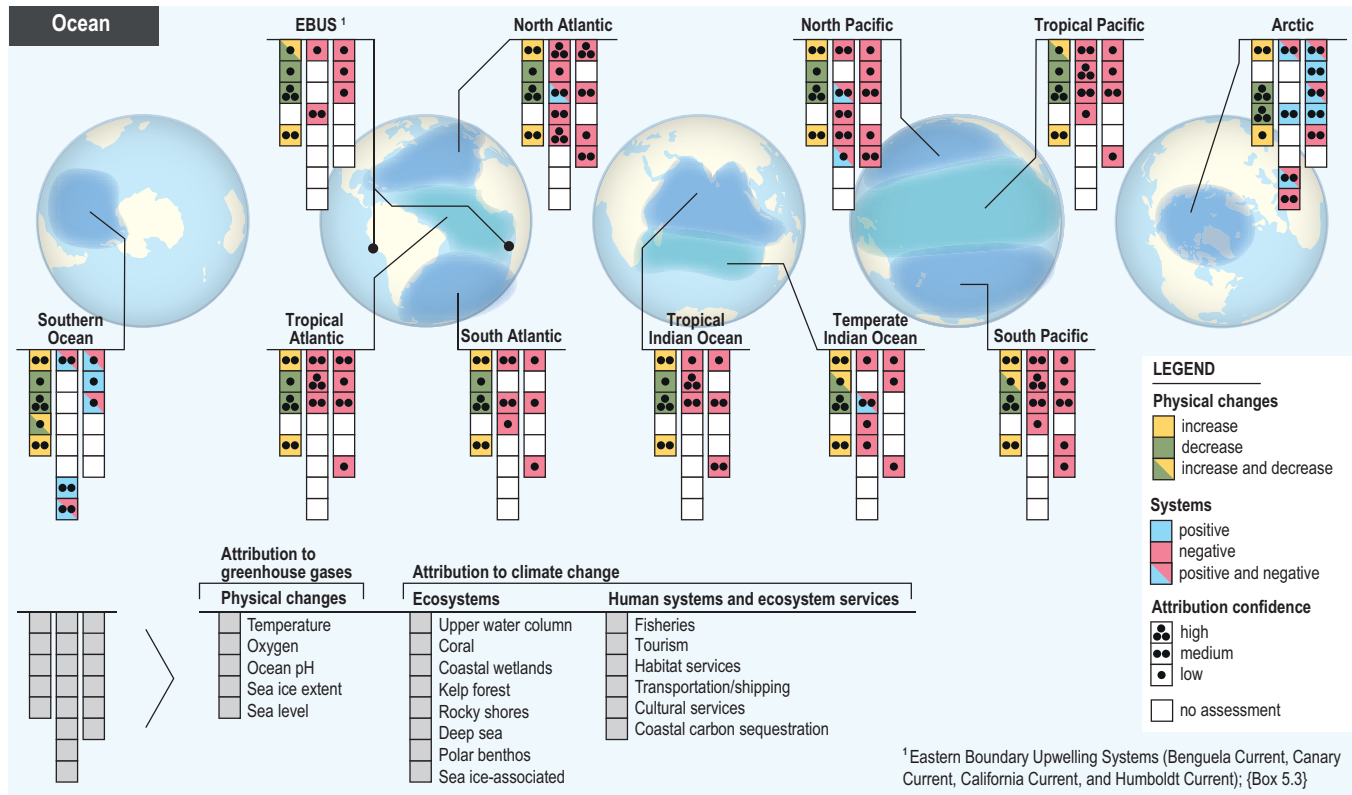 Ocean
EBUS ¹
North Atlantic
North Pacific
Tropical Pacific
Arctic
Southern
Ocean
Tropical
Atlantic
South Atlantic
Tropical
Indian Ocean
Temperate
Indian Ocean
South Pacific
LEGEND
Physical changes
increase
decrease
increase and decrease
Systems
positive
negative
positive and negative
Attribution confidence
high
medium
low
no assessment
Attribution to
greenhouse gases
Physical changes
Temperature
Oxygen
Ocean pH
Sea ice extent
Sea level
Attribution to climate change
Ecosystems
Upper water column
Coral
Coastal wetlands
Kelp forest
Rocky shores
Deep sea
Polar benthos
Sea ice-associated
Human systems and ecosystem services
Fisheries
Tourism
Habitat services
Transportation/shipping
Cultural services
Coastal carbon sequestration
¹ Eastern Boundary Upwelling Systems (Benguela Current, Canary
Current, California Current, and Humboldt Current); {Box 5.3}